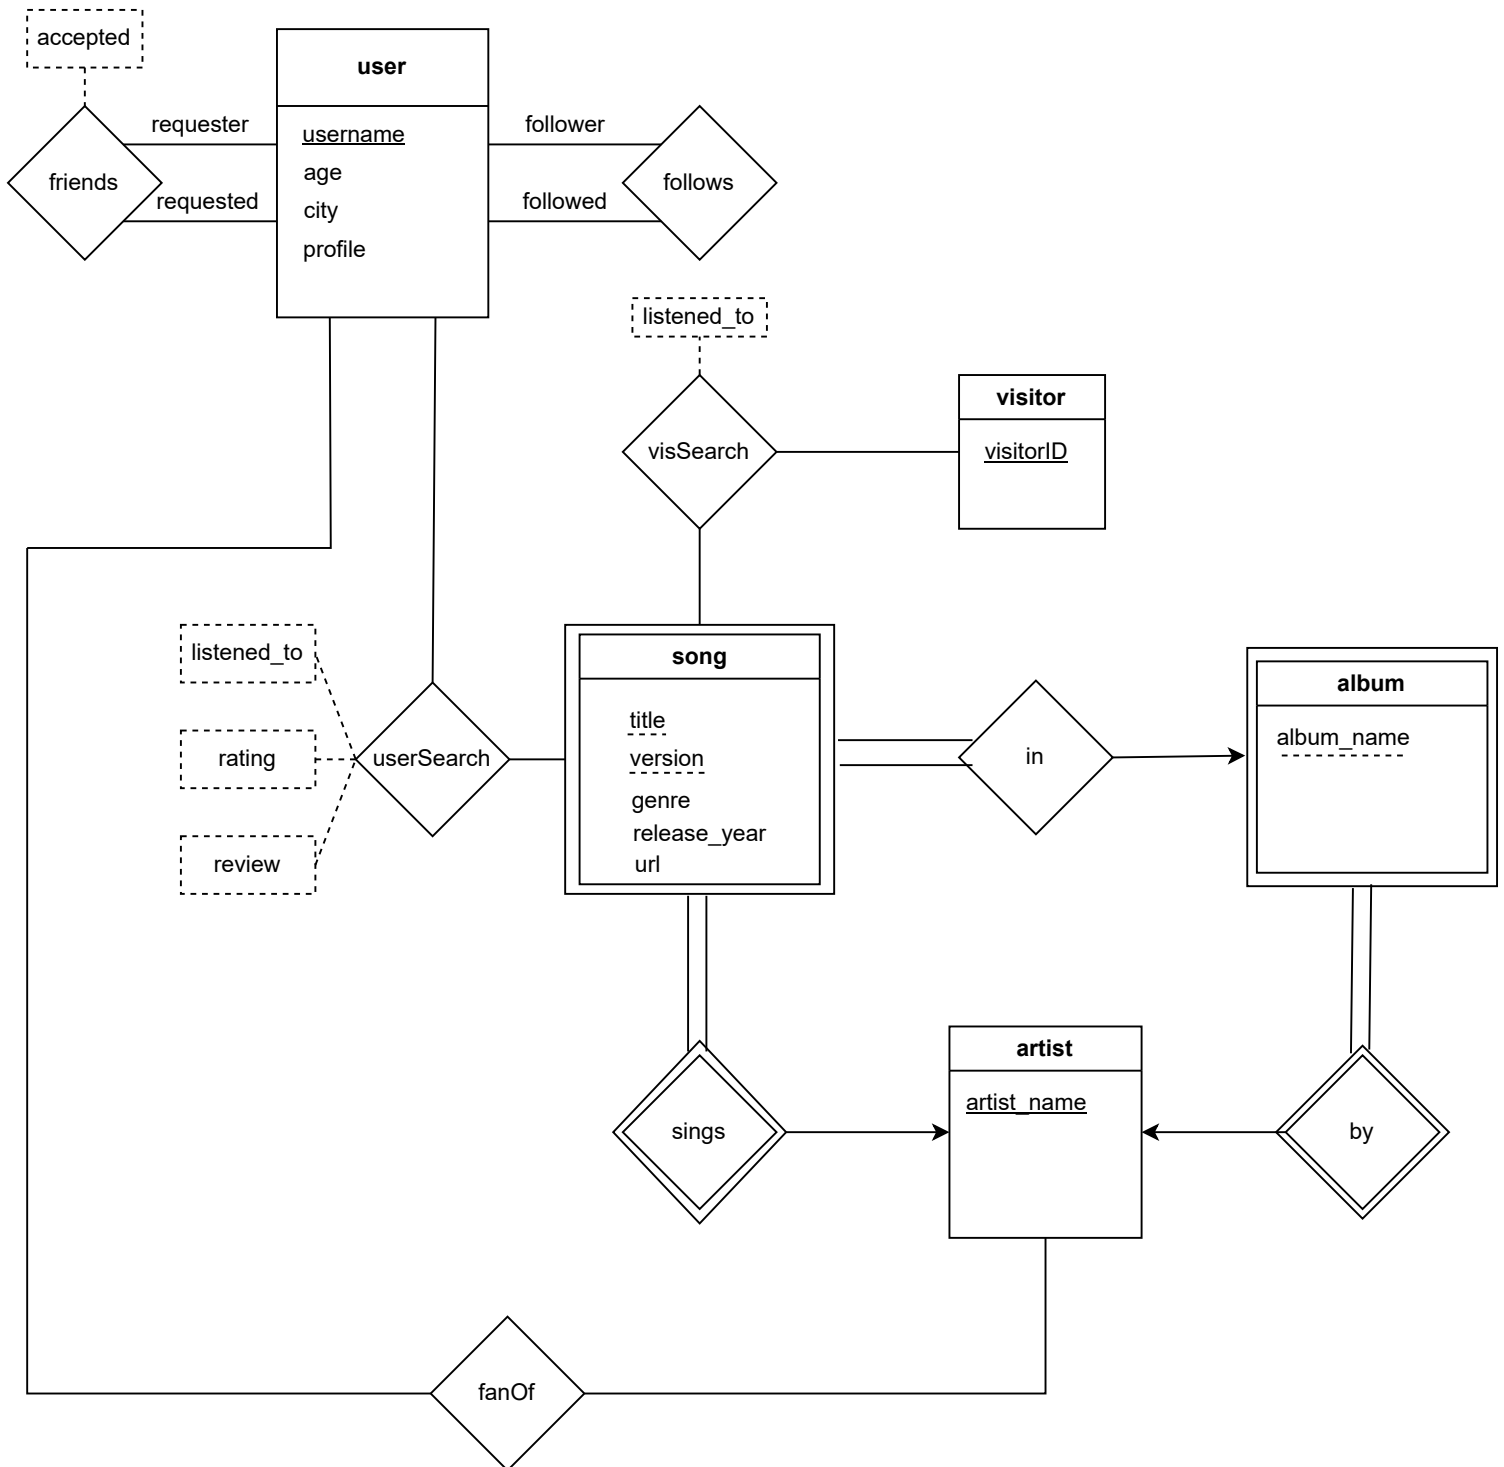 accepted
user
requester
username
follower
age
friends
follows
requested
city
followed
profile
listened_to
visitor
visSearch
visitorID
listened_to
song
album
title
album_name
rating
userSearch
version
in
genre
release_year
review
url
artist
artist_name
sings
by
fanOf